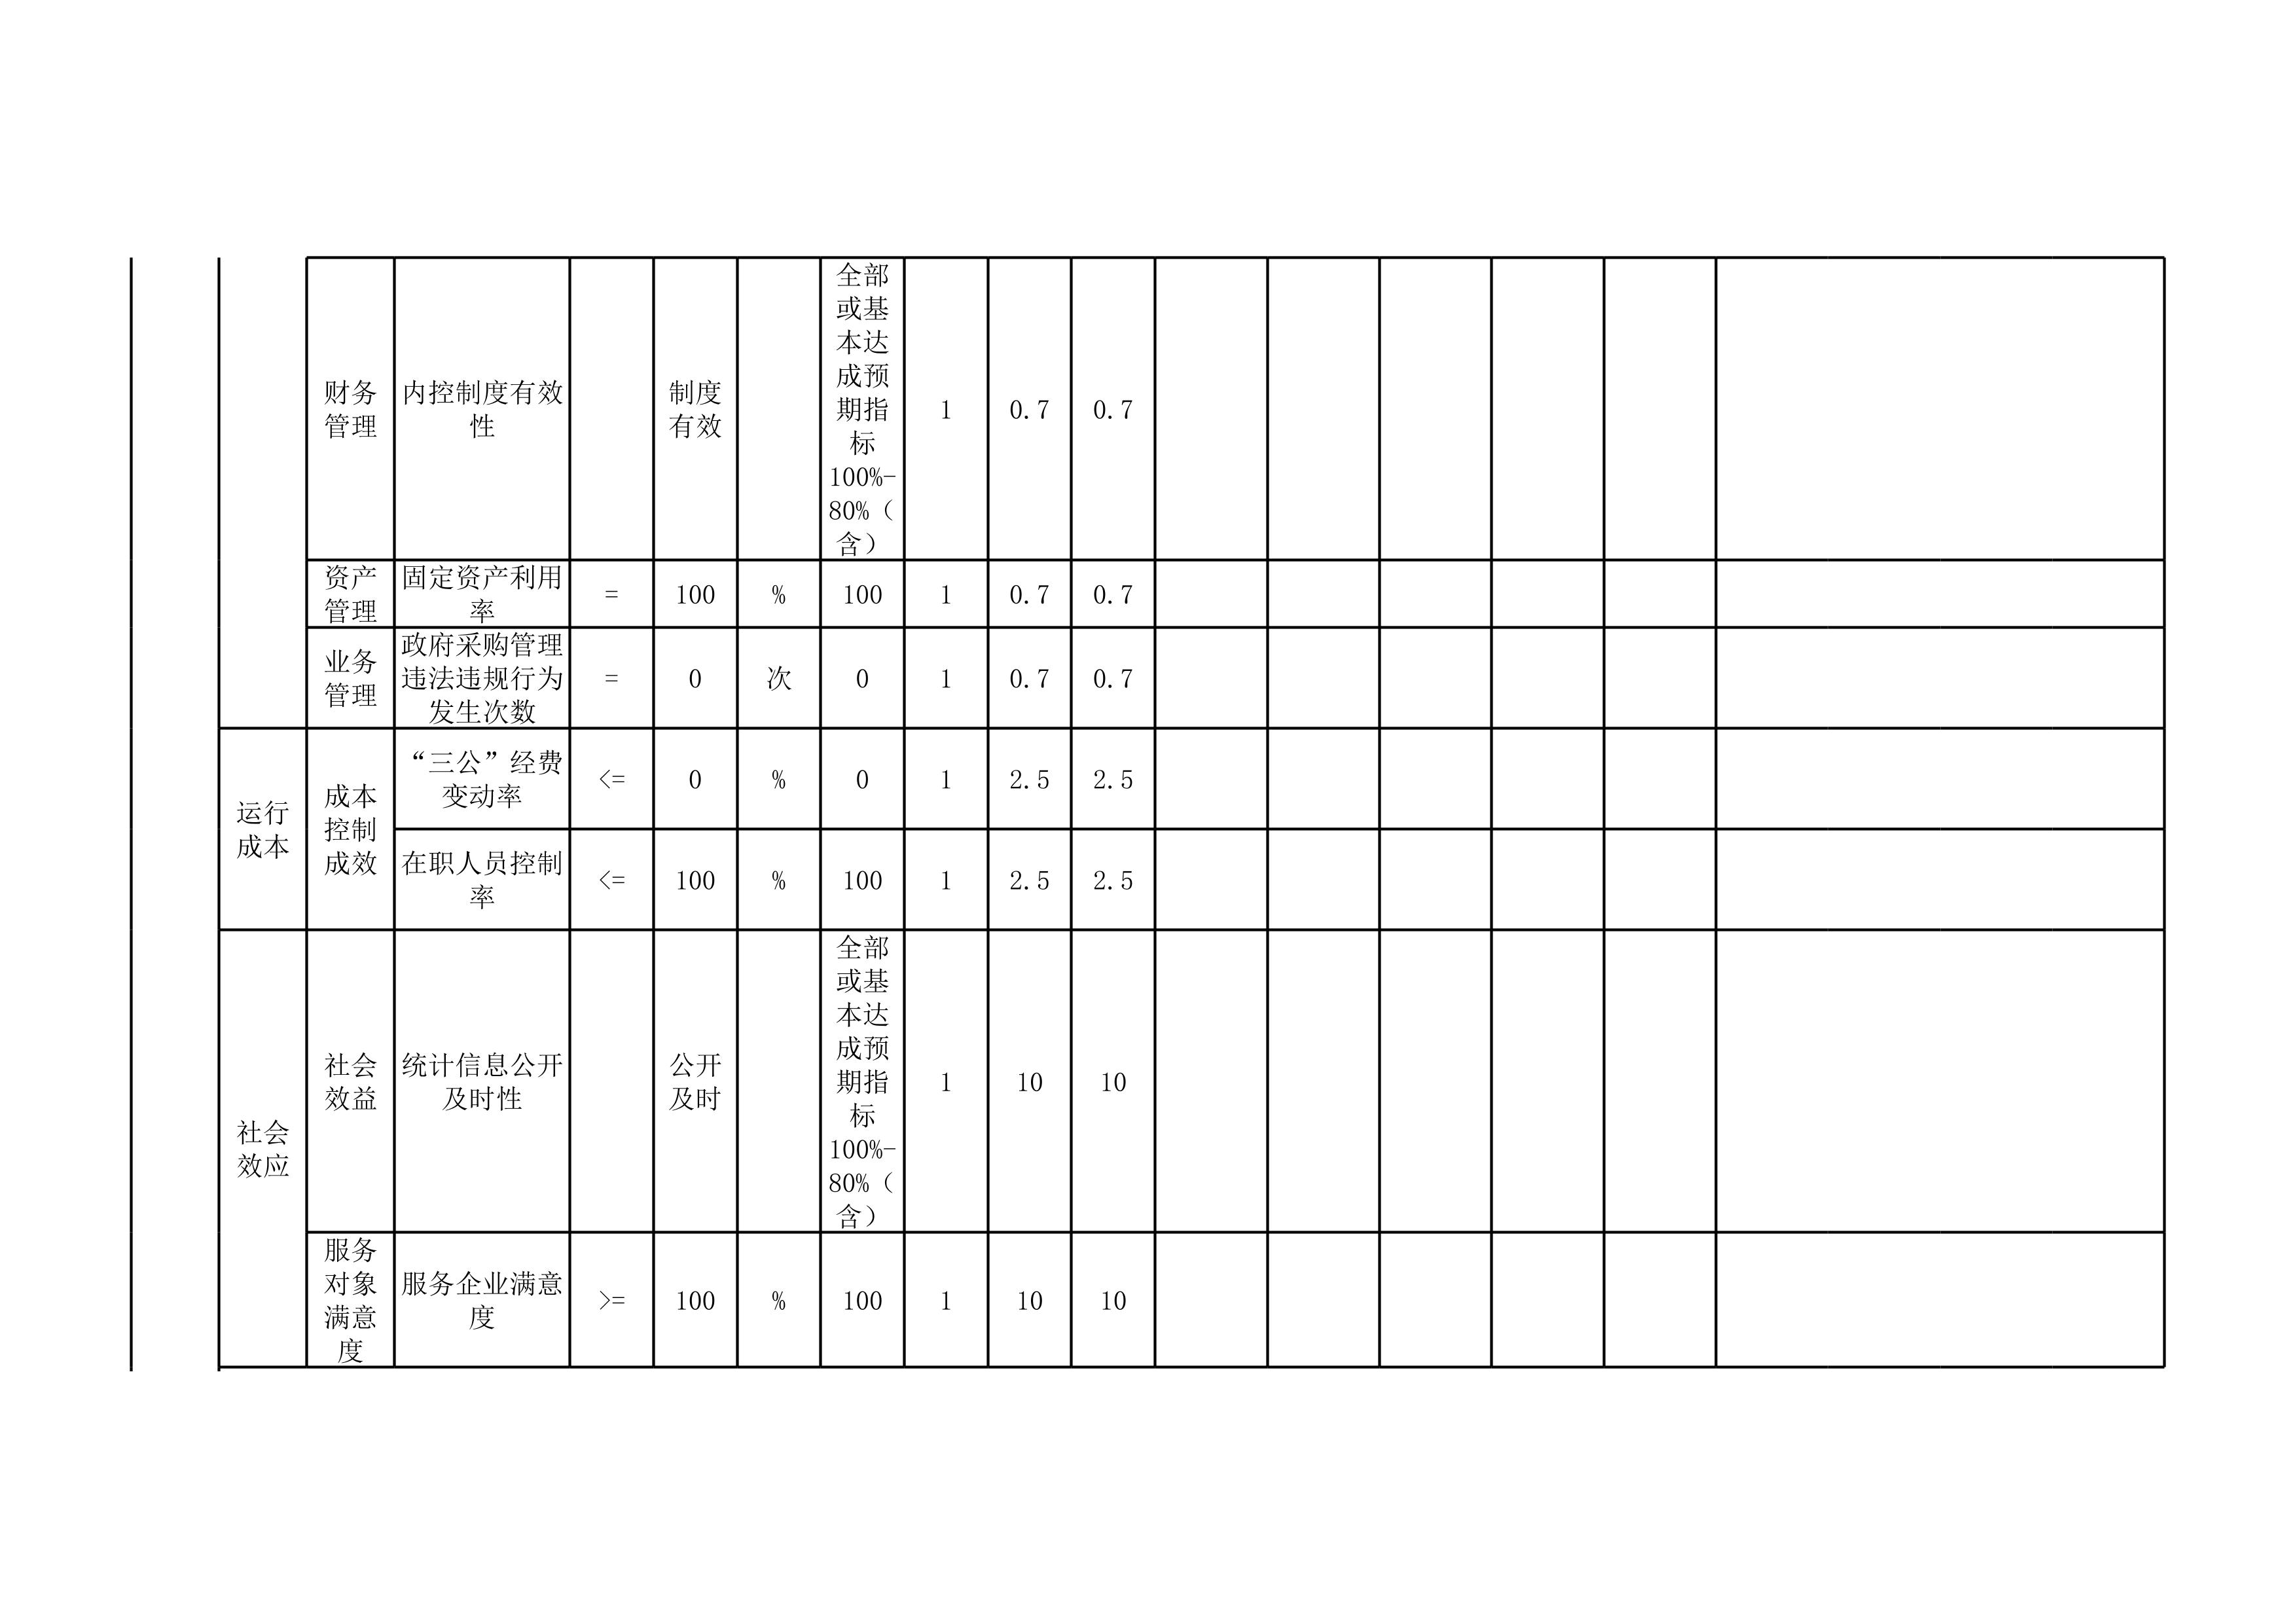 财务
管理
内控制度有效
性
制度
有效
全部
或基
本达
成预
期指
标
100%-
80%（
含）
1
0.7
0.7
资产
管理
固定资产利用
率
=
100
%
100
1
0.7
0.7
业务
管理
政府采购管理
违法违规行为
发生次数
=
0
次
0
1
0.7
0.7
运行
成本
成本
控制
成效
“三公”经费
变动率
<=
0
%
0
1
2.5
2.5
在职人员控制
率
<=
100
%
100
1
2.5
2.5
社会
效应
社会
效益
统计信息公开
及时性
公开
及时
全部
或基
本达
成预
期指
标
100%-
80%（
含）
1
10
10
服务
对象
满意
度
服务企业满意
度
>=
100
%
100
1
10
10